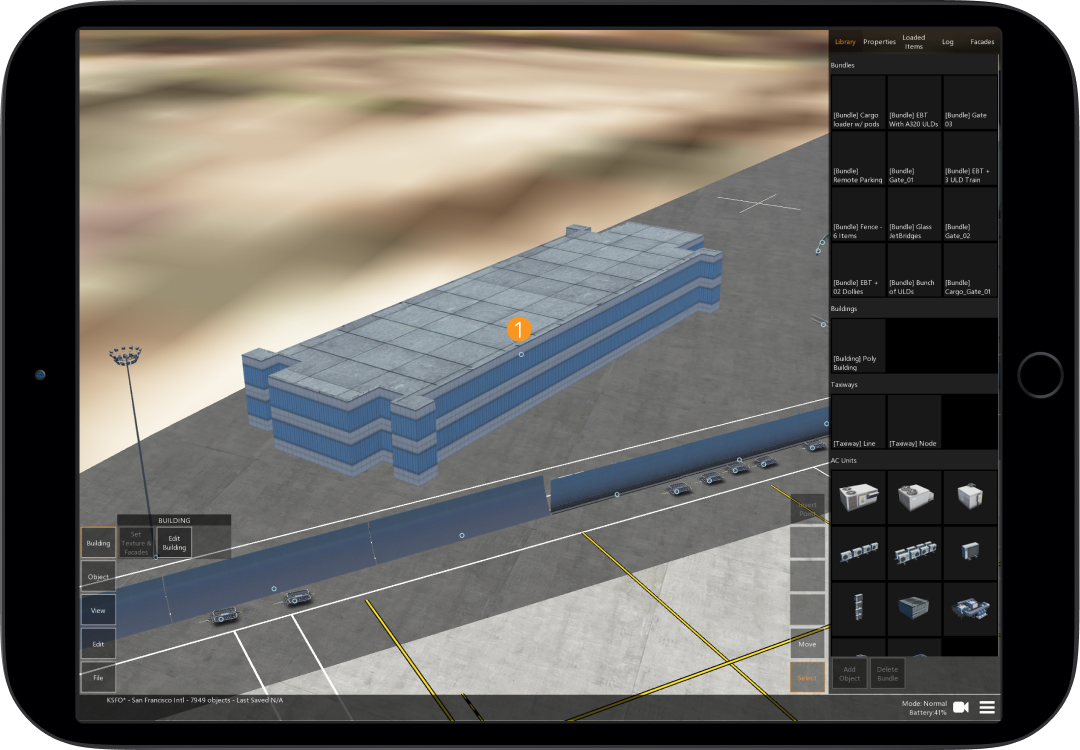 Library Properties Loaded Items Log Facades
Bundles
[Bundle] Cargo
loader w/ pods
[Bundle] EBT
With A320 ULDs
[Bundle] Gate
03
[Bundle]
Remote Parking
[Bundle]
Gate_01
[Bundle] EBT +
3 ULD Train
[Bundle] Fence -
6 Items
[Bundle] Glass
JetBridges
[Bundle]
Gate_02
[Bundle] EBT +
02 Dollies
[Bundle] Bunch
of ULDs
[Bundle]
Cargo_Gate_01
Buildings
[Building] Poly
Building
Taxiways
[Taxiway] Line
[Taxiway] Node
AC Units
1
BUILDING
Building
Set
Texture &
Facades
Edit
Building
Object
View
Edit
File
Insert
Point
Move
Select
Add
Object
Delete
Bundle
KSFO* - San Francisco Intl - 7949 objects - Last Saved N/A
Mode: Normal
Battery:41%